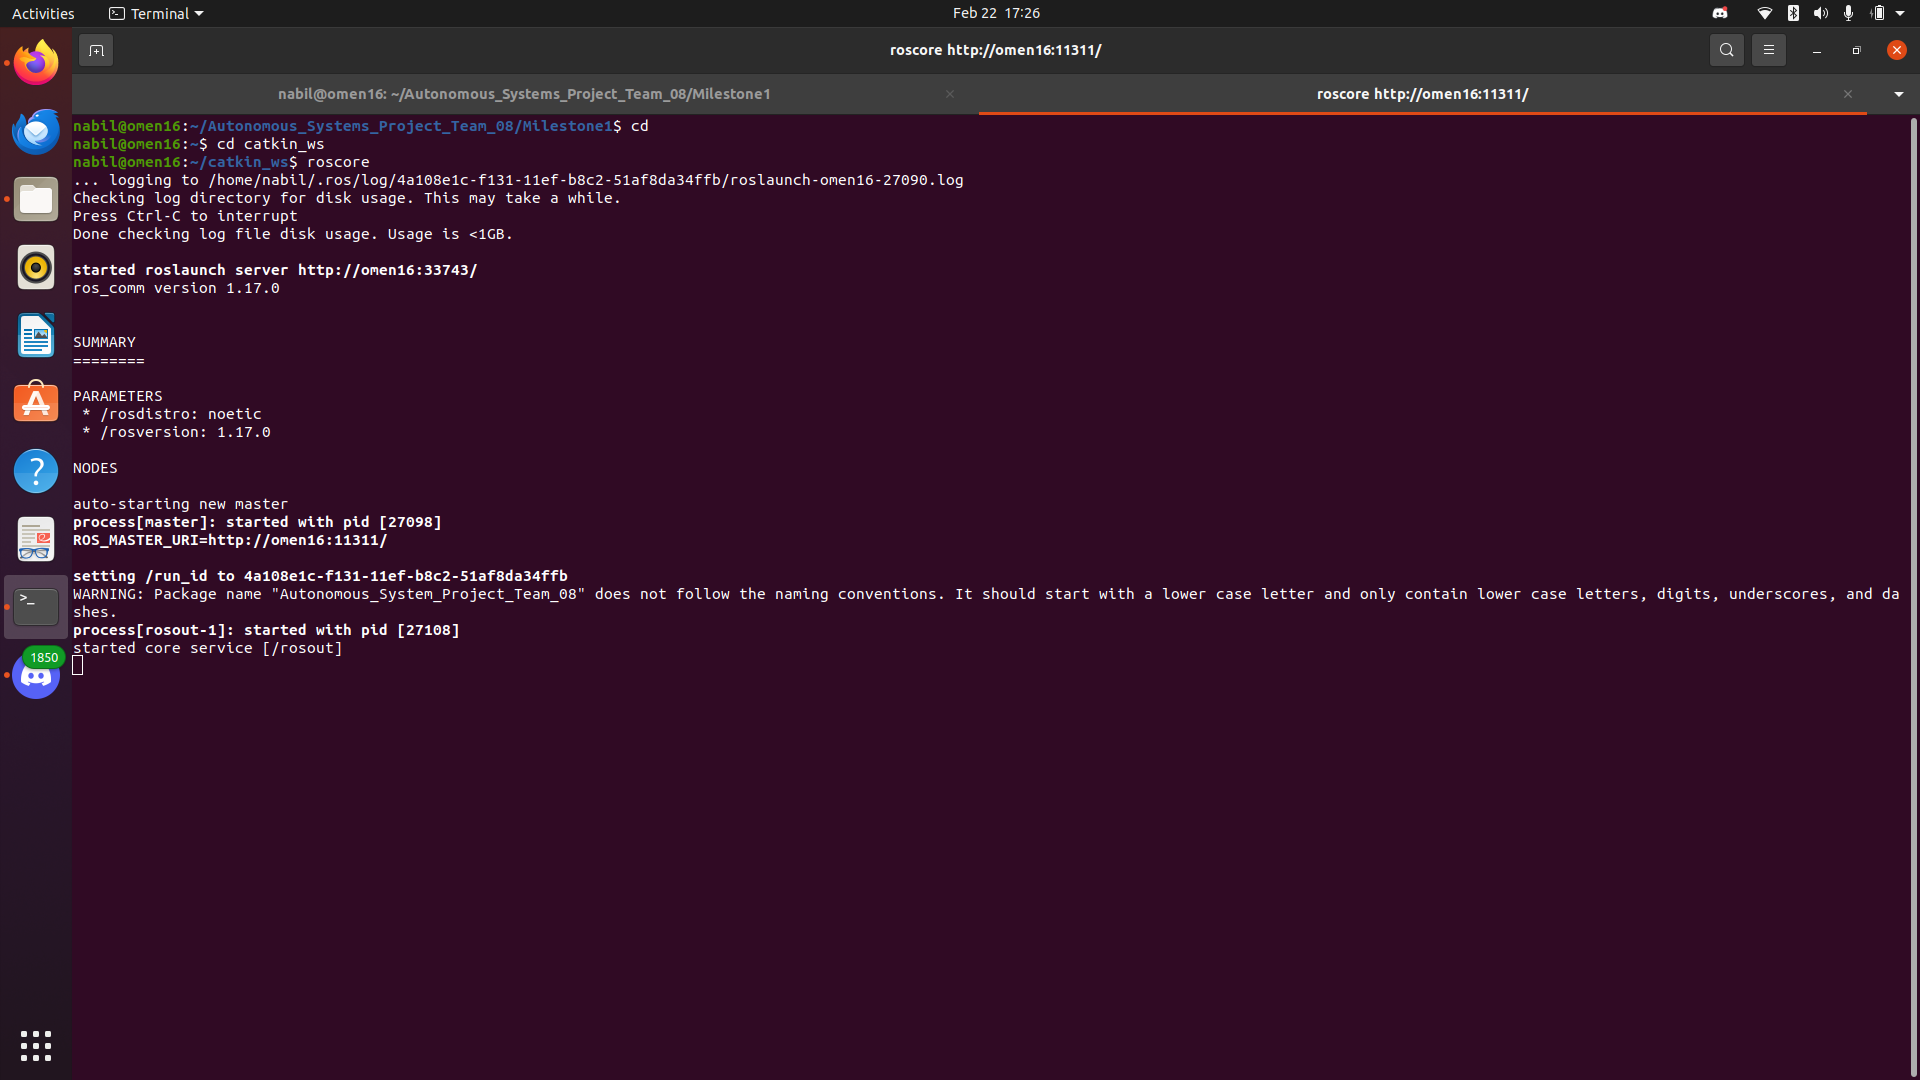 Activities
Terminal
Feb 22 17:26
roscore http://omen16:11311/
nabil@omen16: ~/Autonomous_Systems_Project_Team_08/Milestone1
roscore http://omen16:11311/
nabil@omen16:~/Autonomous_Systems_Project_Team_08/Milestone1$ cd
nabil@omen16:~$ cd catkin_ws
nabil@omen16:~/catkin_ws$ roscore
... logging to /home/nabil/.ros/log/4a108e1c-f131-11ef-b8c2-51af8da34ffb/roslaunch-omen16-27090.log
Checking log directory for disk usage. This may take a while.
Press Ctrl-C to interrupt
Done checking log file disk usage. Usage is <1GB.
started roslaunch server http://omen16:33743/
ros_comm version 1.17.0
SUMMARY
========
PARAMETERS
 * /rosdistro: noetic
 * /rosversion: 1.17.0
NODES
auto-starting new master
process[master]: started with pid [27098]
ROS_MASTER_URI=http://omen16:11311/
setting /run_id to 4a108e1c-f131-11ef-b8c2-51af8da34ffb
WARNING: Package name "Autonomous_System_Project_Team_08" does not follow the naming conventions. It should start with a lower case letter and only contain lower case letters, digits, underscores, and da
shes.
process[rosout-1]: started with pid [27108]
started core service [/rosout]
1850